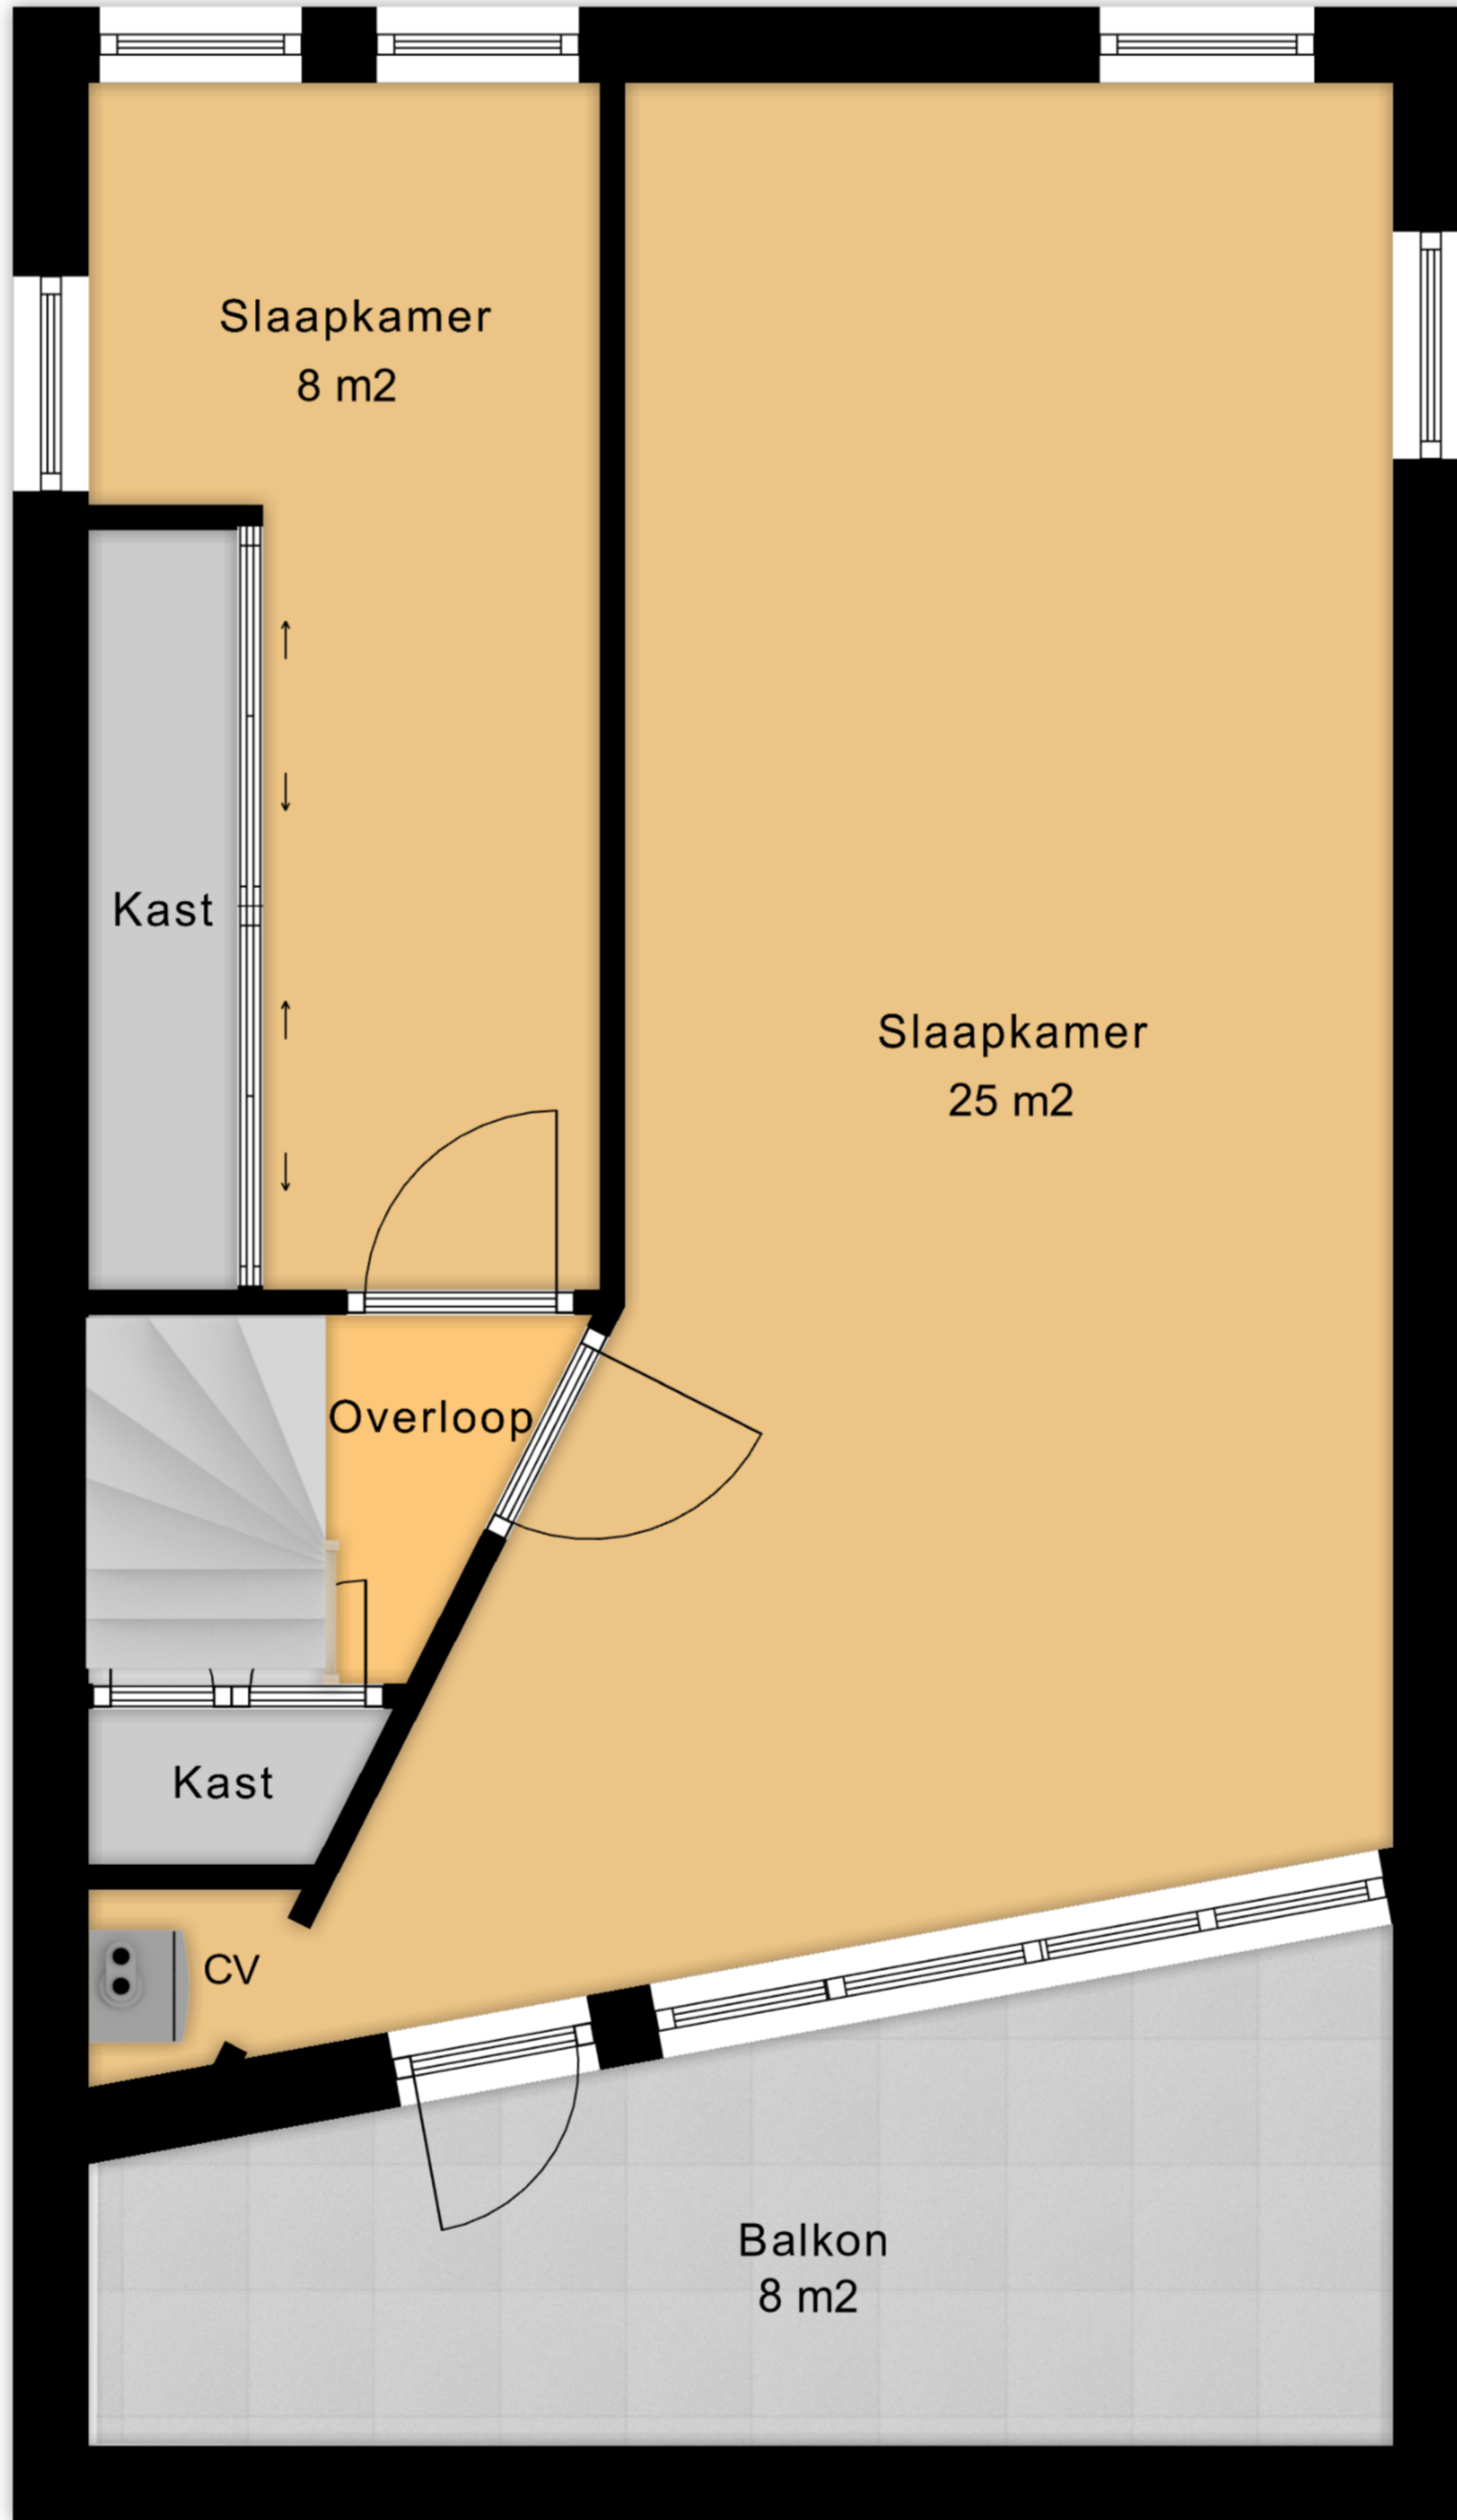 Slaapkamer
8 m2
Kast
Slaapkamer
25 m2
Overloop
Kast
CV
Balkon
8 m2